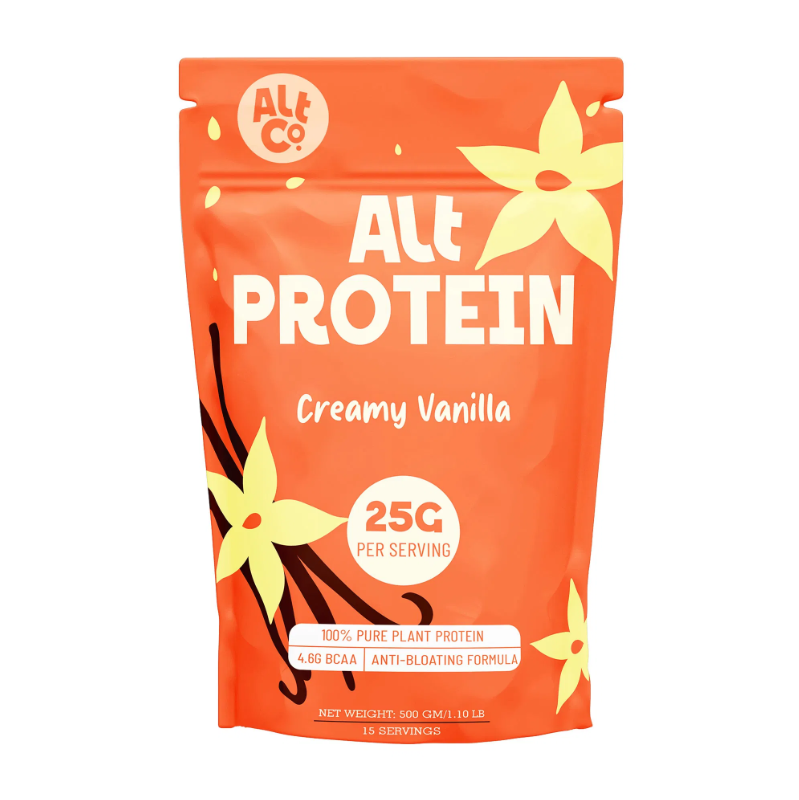 ALt
Co.
ALt
PROTEIN
Creamy Vanilla
25G
PER SERVING
100% PURE PLANT PROTEIN
4.6G BCAA | ANTI-BLOATING FORMULA
NET WEIGHT: 500 GM/1.10 LB
15 SERVINGS